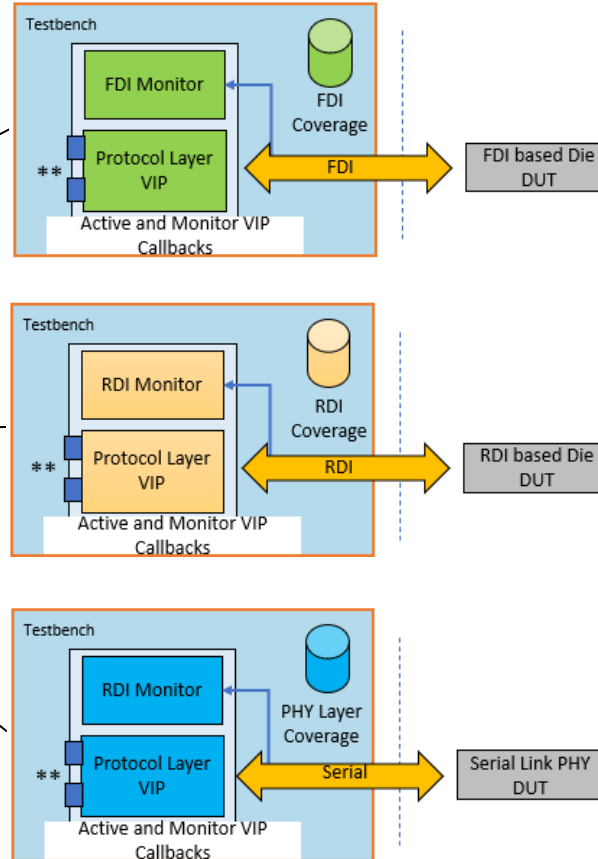 Testbench
FDI Monitor
FDI
Coverage
Protocol Layer
VIP
**
FDI
FDI based Die
DUT
Active and Monitor VIP
Callbacks
Testbench
RDI Monitor
RDI
Coverage
Protocol Layer
VIP
**
RDI
RDI based Die
DUT
Active and Monitor VIP
Callbacks
Testbench
RDI Monitor
PHY Layer
Coverage
Protocol Layer
VIP
**
Serial
Serial Link PHY
DUT
Active and Monitor VIP
Callbacks